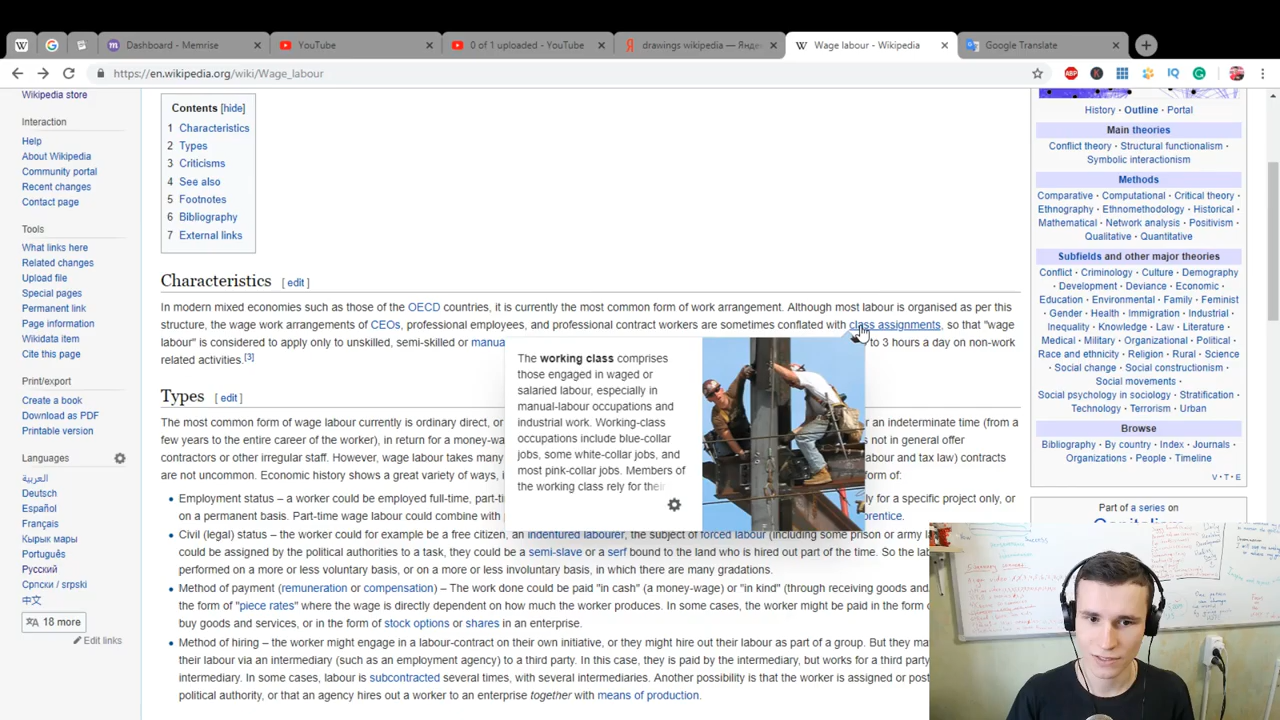 Dashboard - Memrise
YouTube
0 of 1 uploaded - YouTube
drawings wikipedia — Янде
Wage labour - Wikipedia
Google Translate
https://en.wikipedia.org/wiki/Wage_labour
Wikipedia store
Interaction
Help
About Wikipedia
Community portal
Recent changes
Contact page
Tools
What links here
Related changes
Upload file
Special pages
Permanent link
Page information
Wikidata item
Cite this page
Print/export
Create a book
Download as PDF
Printable version
Languages
العربية
Deutsch
Español
Français
Кырык мары
Português
Русский
Српски / srpski
中文
18 more
Edit links
Contents [hide]
1 Characteristics
2 Types
3 Criticisms
4 See also
5 Footnotes
6 Bibliography
7 External links
Characteristics [ edit ]
In modern mixed economies such as those of the OECD countries, it is currently the most common form of work arrangement. Although most labour is organised as per this
structure, the wage work arrangements of CEOs, professional employees, and professional contract workers are sometimes conflated with class assignments, so that "wage
labour" is considered to apply only to unskilled, semi-skilled or manua to 3 hours a day on non-work
related activities.[3]
The working class comprises
those engaged in waged or
salaried labour, especially in
manual-labour occupations and
industrial work. Working-class
occupations include blue-collar
jobs, some white-collar jobs, and
most pink-collar jobs. Members of
the working class rely for their
Types [ edit ]
The most common form of wage labour currently is ordinary direct, or an indeterminate time (from a
few years to the entire career of the worker), in return for a money-wa s not in general offer
contractors or other irregular staff. However, wage labour takes many and tax law) contracts
are not uncommon. Economic history shows a great variety of ways, i form of:
• Employment status – a worker could be employed full-time, part-ti ly for a specific project only, or
on a permanent basis. Part-time wage labour could combine with prentice.
• Civil (legal) status – the worker could for example be a free citizen, an indentured labourer, the subject of forced labour (including some prison or army la
could be assigned by the political authorities to a task, they could be a semi-slave or a serf bound to the land who is hired out part of the time. So the lab
performed on a more or less voluntary basis, or on a more or less involuntary basis, in which there are many gradations.
• Method of payment (remuneration or compensation) – The work done could be paid "in cash" (a money-wage) or "in kind" (through receiving goods and/
the form of "piece rates" where the wage is directly dependent on how much the worker produces. In some cases, the worker might be paid in the form o
buy goods and services, or in the form of stock options or shares in an enterprise.
• Method of hiring – the worker might engage in a labour-contract on their own initiative, or they might hire out their labour as part of a group. But they ma
their labour via an intermediary (such as an employment agency) to a third party. In this case, they is paid by the intermediary, but works for a third party
intermediary. In some cases, labour is subcontracted several times, with several intermediaries. Another possibility is that the worker is assigned or post
political authority, or that an agency hires out a worker to an enterprise together with means of production.
History · Outline · Portal
Main theories
Conflict theory · Structural functionalism ·
Symbolic interactionism
Methods
Comparative · Computational · Critical theory ·
Ethnography · Ethnomethodology · Historical ·
Mathematical · Network analysis · Positivism ·
Qualitative · Quantitative
Subfields and other major theories
Conflict · Criminology · Culture · Demography
· Development · Deviance · Economic ·
Education · Environmental · Family · Feminist
· Gender · Health · Immigration · Industrial ·
Inequality · Knowledge · Law · Literature ·
Medical · Military · Organizational · Political ·
Race and ethnicity · Religion · Rural · Science
· Social change · Social constructionism ·
Social movements ·
Social psychology in sociology · Stratification ·
Technology · Terrorism · Urban
Browse
Bibliography · By country · Index · Journals ·
Organizations · People · Timeline
V · T · E
Part of a series on